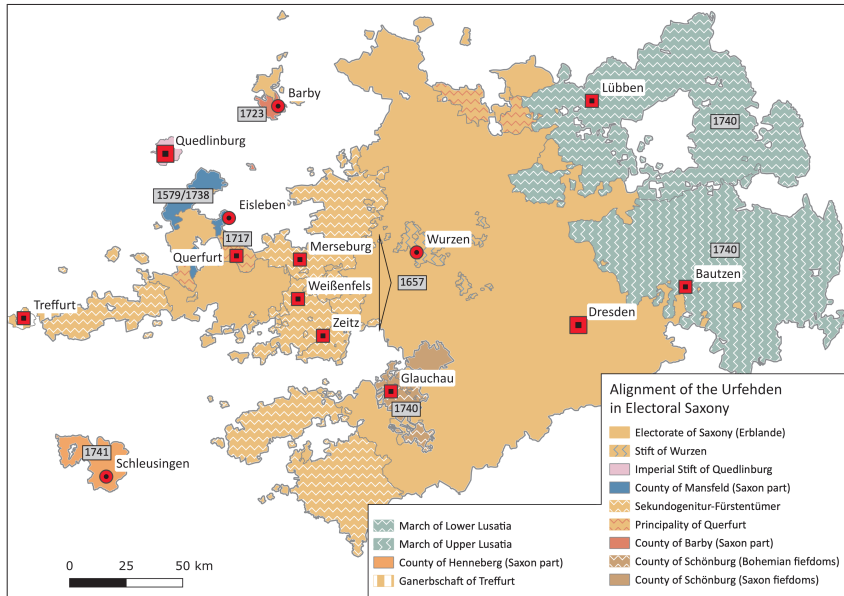 Lübben
Barby
1723
1740
Quedlinburg
1579/1738
Eisleben
1717
Merseburg
Wurzen
1740
Querfurt
1657
Bautzen
Weißenfels
Treffurt
Zeitz
Dresden
Glauchau
1740
1741
Schleusingen
0 25 50 km
Alignment of the Urfehden
in Electoral Saxony
Electorate of Saxony (Erblande)
Stift of Wurzen
Imperial Stift of Quedlinburg
County of Mansfeld (Saxon part)
Sekundogenitur-Fürstentümer
Principality of Querfurt
County of Barby (Saxon part)
County of Schönburg (Bohemian fiefdoms)
County of Schönburg (Saxon fiefdoms)
March of Lower Lusatia
March of Upper Lusatia
County of Henneberg (Saxon part)
Ganerbschaft of Treffurt